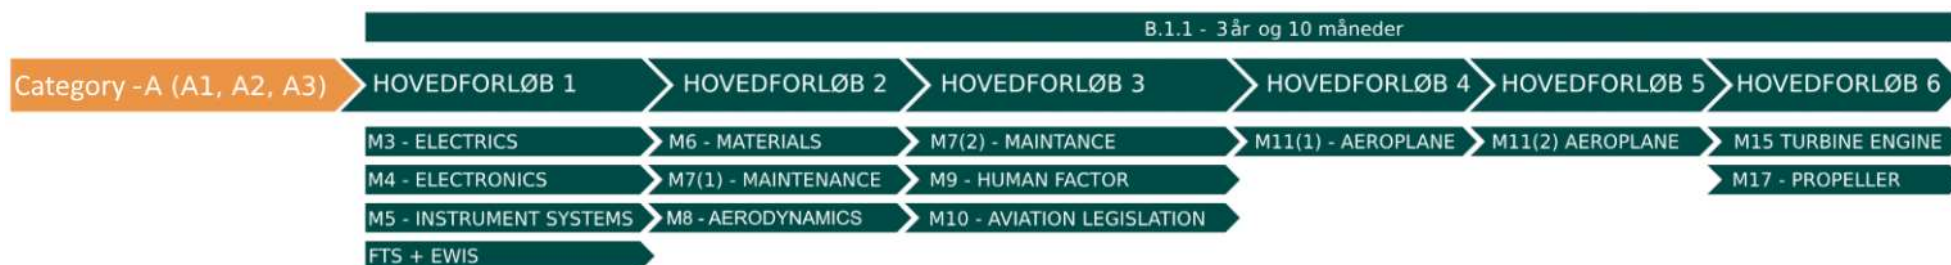 B.1.1 - 3 år og 10 måneder
Category -A (A1, A2, A3) HOVEDFORLØB 1 HOVEDFORLØB 2 HOVEDFORLØB 3 HOVEDFORLØB 4 HOVEDFORLØB 5 HOVEDFORLØB 6
M3 - ELECTRICS M6 - MATERIALS M7(2) - MAINTANCE M11(1) - AEROPLANE M11(2) AEROPLANE M15 TURBINE ENGINE
M4 - ELECTRONICS M7(1) - MAINTENANCE M9 - HUMAN FACTOR M17 - PROPELLER
M5 - INSTRUMENT SYSTEMS M8 - AERODYNAMICS M10 - AVIATION LEGISLATION
FTS + EWIS